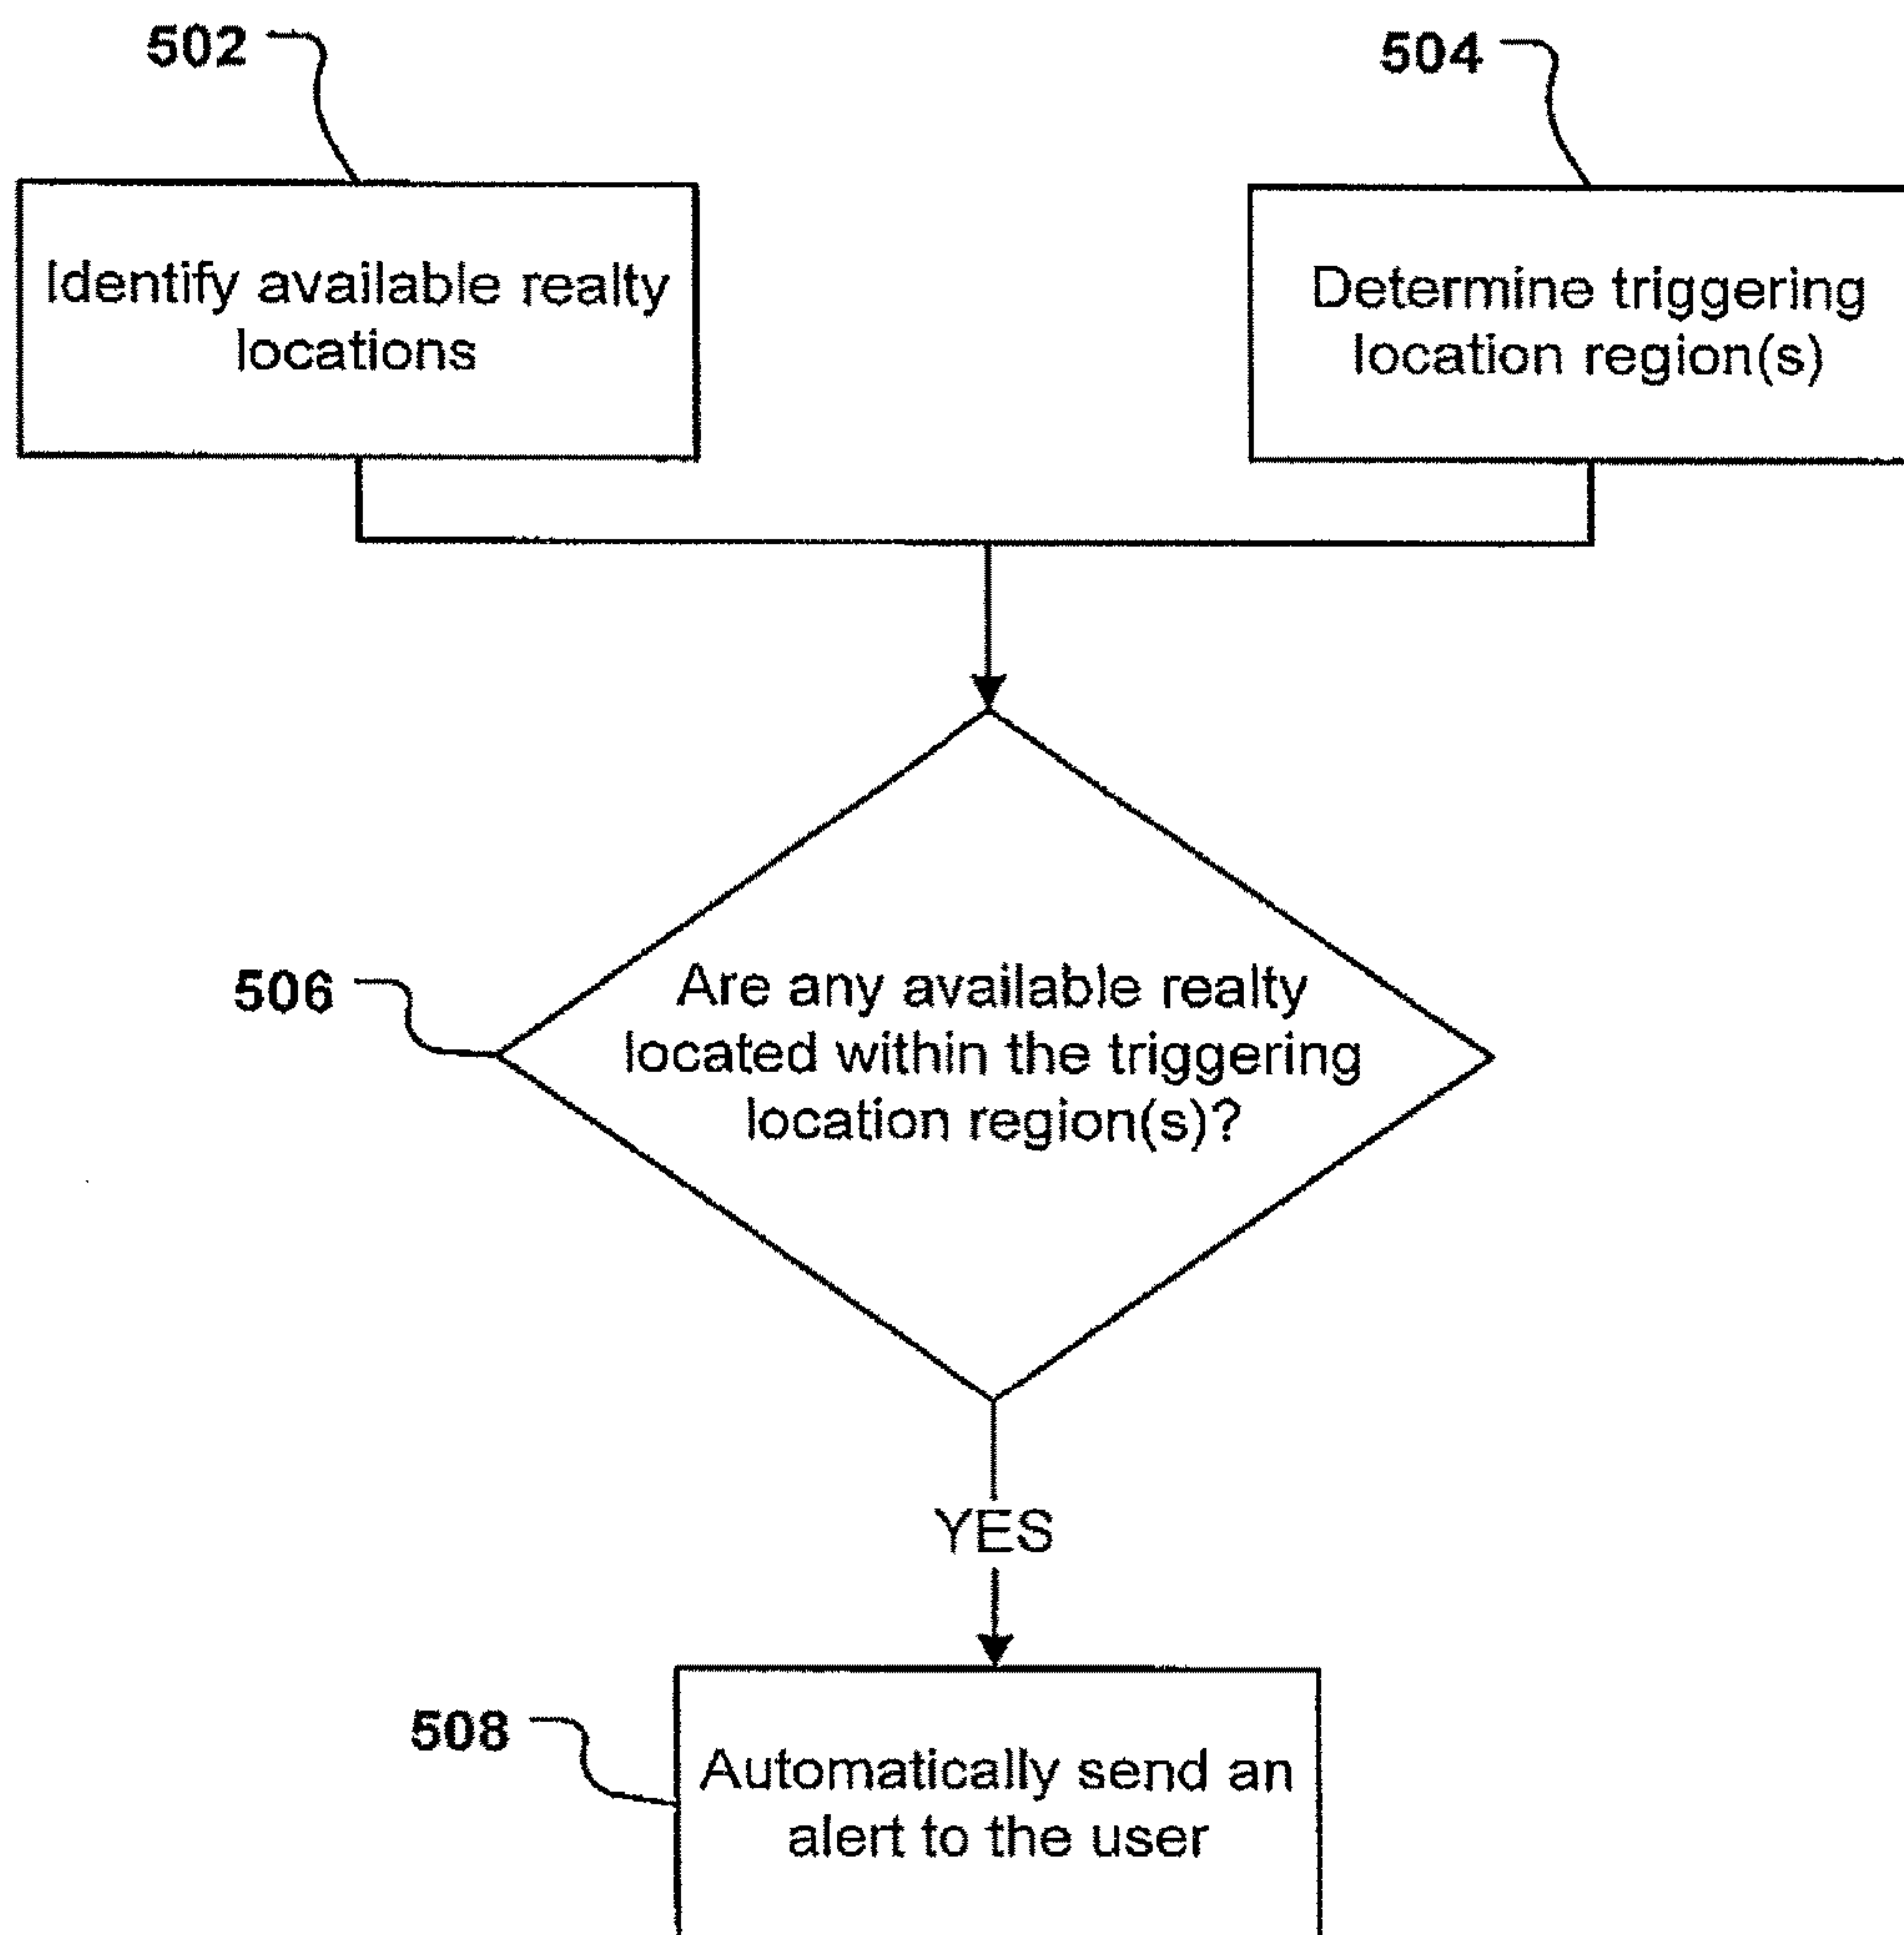 502
504
Identify available realty
locations
Determine triggering
location region(s)
506
Are any available realty
located within the triggering
location region(s)?
YES
508
Automatically send an
alert to the user